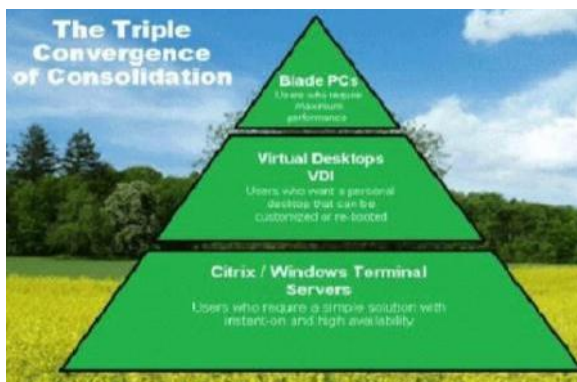 The Triple
Convergence
of Consolidation
Blade PCs
Users who require
maximum
performance
Virtual Desktops
VDI
Users who want a personal
desktop that can be
customized or re-booted
Citrix / Windows Terminal
Servers
Users who require a simple solution with
instant-on and high availability